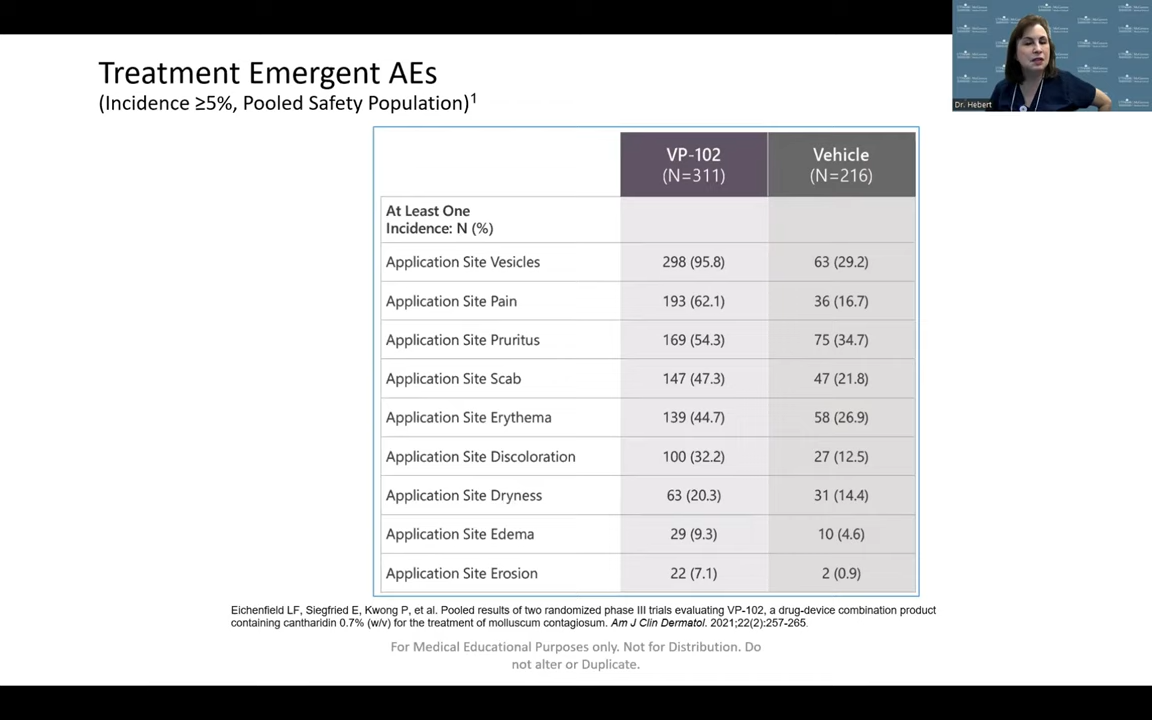 Treatment Emergent AEs
(Incidence ≥5%, Pooled Safety Population)1
Dr. Hebert
VP-102 Vehicle
(N=311) (N=216)
At Least One
Incidence: N (%)
Application Site Vesicles 298 (95.8) 63 (29.2)
Application Site Pain 193 (62.1) 36 (16.7)
Application Site Pruritus 169 (54.3) 75 (34.7)
Application Site Scab 147 (47.3) 47 (21.8)
Application Site Erythema 139 (44.7) 58 (26.9)
Application Site Discoloration 100 (32.2) 27 (12.5)
Application Site Dryness 63 (20.3) 31 (14.4)
Application Site Edema 29 (9.3) 10 (4.6)
Application Site Erosion 22 (7.1) 2 (0.9)
Eichenfield LF, Siegfried E, Kwong P, et al. Pooled results of two randomized phase III trials evaluating VP-102, a drug-device combination product
containing cantharidin 0.7% (w/v) for the treatment of molluscum contagiosum. Am J Clin Dermatol. 2021;22(2):257-265.
For Medical Educational Purposes only. Not for Distribution. Do
not alter or Duplicate.